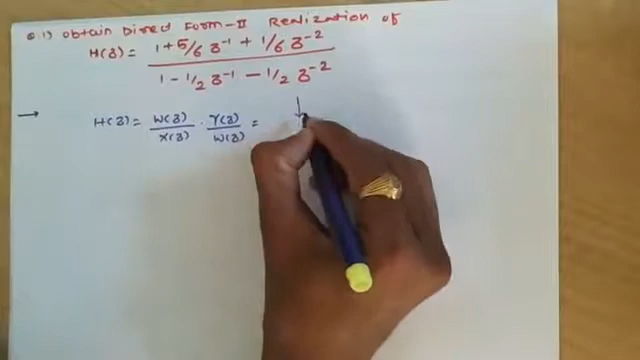 Q 1) Obtain Direct Form-II Realization of
H(z) = 1 + 5/6 z⁻¹ + 1/6 z⁻²
1 - 1/2 z⁻¹ - 1/2 z⁻²
→ H(z) = W(z)/X(z) · Y(z)/W(z) =